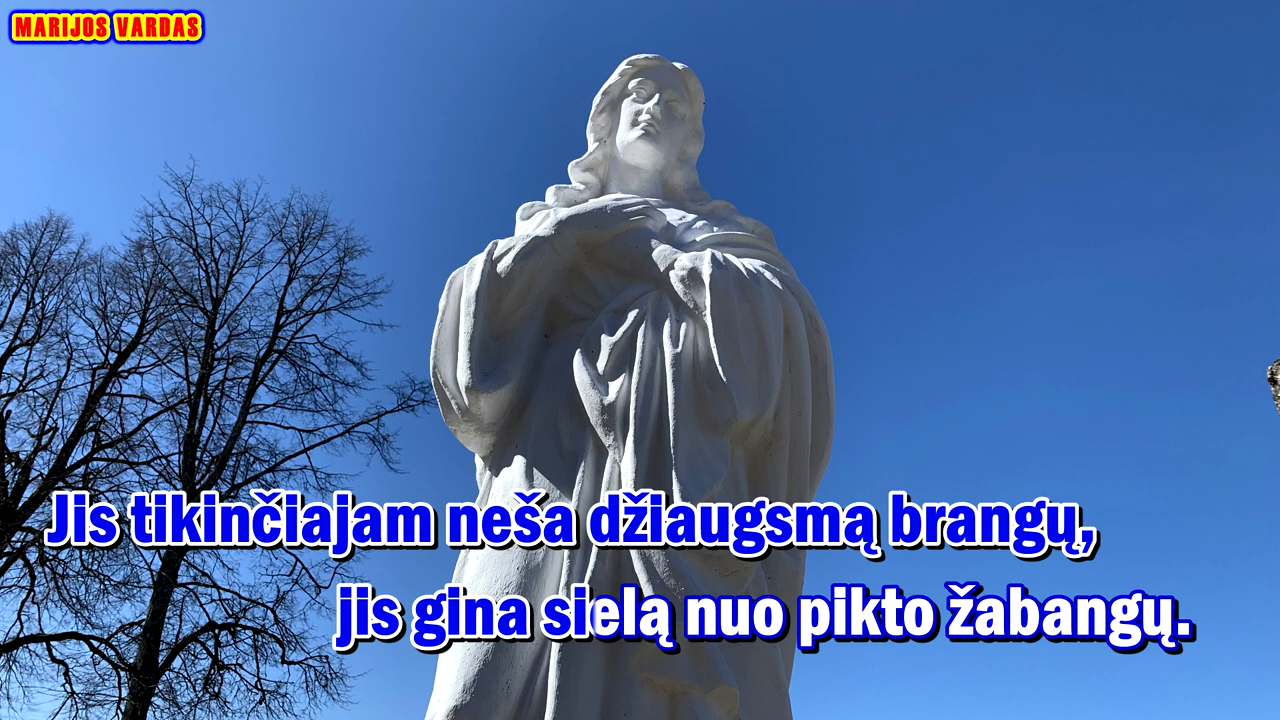 MARIJOS VARDAS
Jis tikinčiajam neša džiaugsmą brangų,
jis gina sielą nuo pikto žabangų.